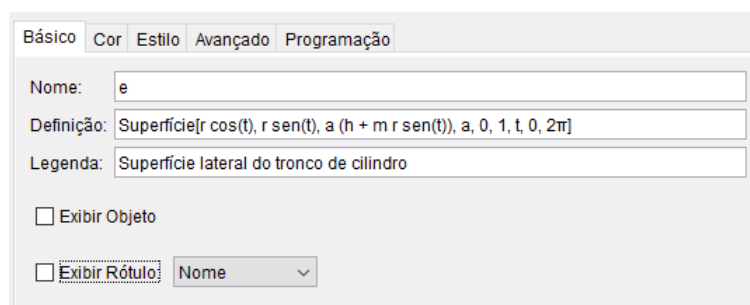 Básico Cor Estilo Avançado Programação
Nome: e
Definição: Superfície[r cos(t), r sen(t), a (h + m r sen(t)), a, 0, 1, t, 0, 2π]
Legenda: Superfície lateral do tronco de cilindro
Exibir Objeto
Exibir Rótulo: Nome